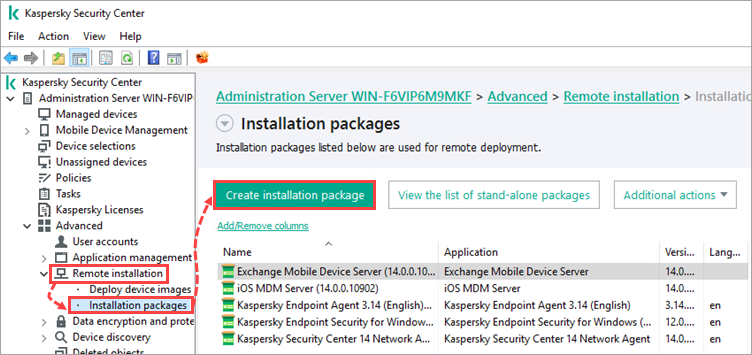 Kaspersky Security Center
File Action View Help
Kaspersky Security Center
Administration Server WIN-F6VIP
Managed devices
Mobile Device Management
Device selections
Unassigned devices
Policies
Tasks
Kaspersky Licenses
Advanced
User accounts
Application management
Remote installation
Deploy device images
Installation packages
Data encryption and prote
Device discovery
Deleted objects
Administration Server WIN-F6VIP6M9MKF > Advanced > Remote installation > Installatio
Installation packages
Installation packages listed below are used for remote deployment.
Create installation package View the list of stand-alone packages Additional actions
Add/Remove columns
Name Application Versi... Lang...
Exchange Mobile Device Server (14.0.0.10... Exchange Mobile Device Server 14.0....
iOS MDM Server (14.0.0.10902) iOS MDM Server 14.0....
Kaspersky Endpoint Agent 3.14 (English)... Kaspersky Endpoint Agent 3.14 (English) 3.14.... en
Kaspersky Endpoint Security for Window... Kaspersky Endpoint Security for Windows (... 12.0.... en
Kaspersky Security Center 14 Network A... Kaspersky Security Center 14 Network Agent 14.0.... en